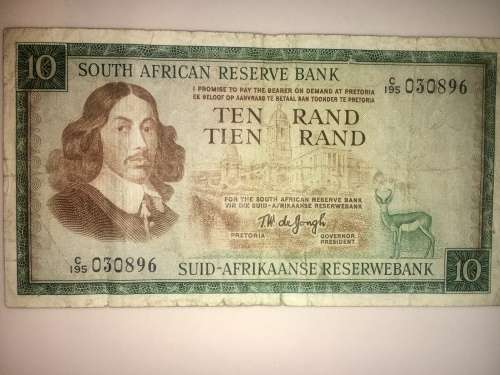 10
SOUTH AFRICAN RESERVE BANK
C/195 030896
I PROMISE TO PAY THE BEARER ON DEMAND AT PRETORIA
EK BELOOF OP AANVRAAG TE BETAAL AAN TOONDER TE PRETORIA
TEN RAND
TIEN RAND
FOR THE SOUTH AFRICAN RESERVE BANK
VIR DIE SUID-AFRIKAANSE RESERWEBANK
T.W. de Jongh
PRETORIA GOVERNOR
PRESIDENT
C/195 030896
SUID-AFRIKAANSE RESERWEBANK
10